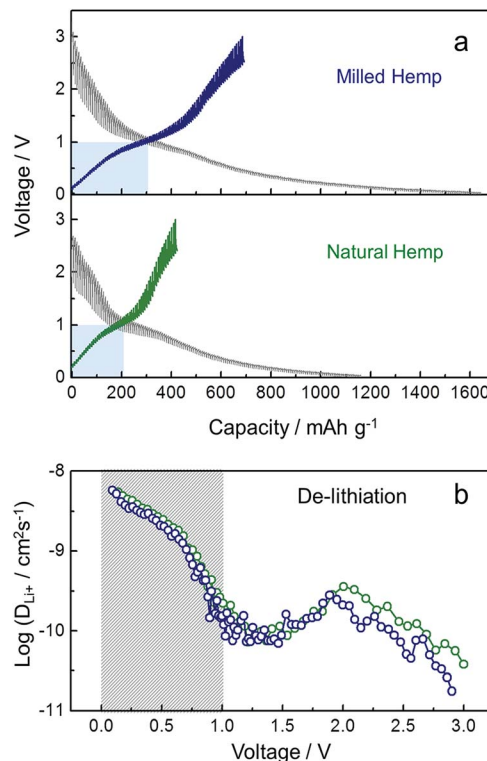 a
3
Milled Hemp
2
1
0
Voltage / V
3
Natural Hemp
2
1
0
0 200 400 600 800 1000 1200 1400 1600
Capacity / mAh g⁻¹
-8
De-lithiation
b
-9
-10
-11
Log (D_Li+ / cm²s⁻¹)
0.0 0.5 1.0 1.5 2.0 2.5 3.0
Voltage / V